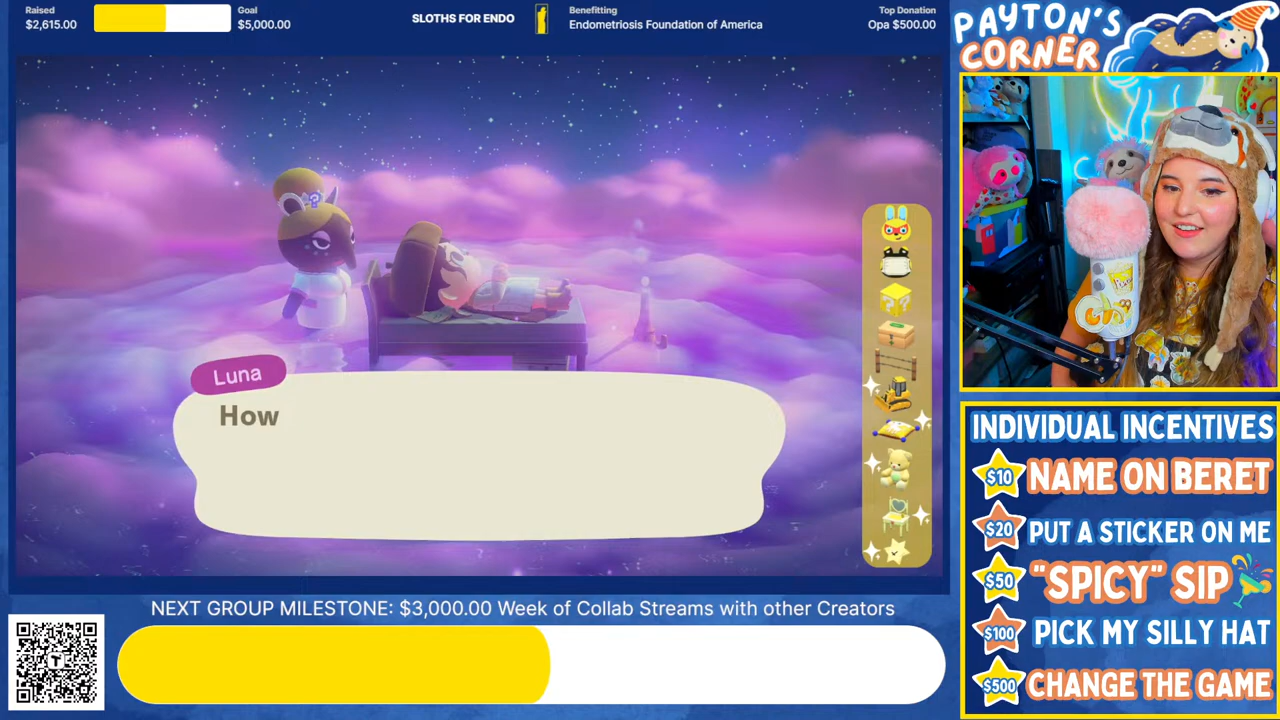 Raised
$2,615.00
Goal
$5,000.00
SLOTHS FOR ENDO
Benefitting
Endometriosis Foundation of America
Top Donation
Opa $500.00
PAYTON'S
CORNER
Luna
How
INDIVIDUAL INCENTIVES
$10 NAME ON BERET
$20 PUT A STICKER ON ME
$50 "SPICY" SIP
$100 PICK MY SILLY HAT
$500 CHANGE THE GAME
NEXT GROUP MILESTONE: $3,000.00 Week of Collab Streams with other Creators